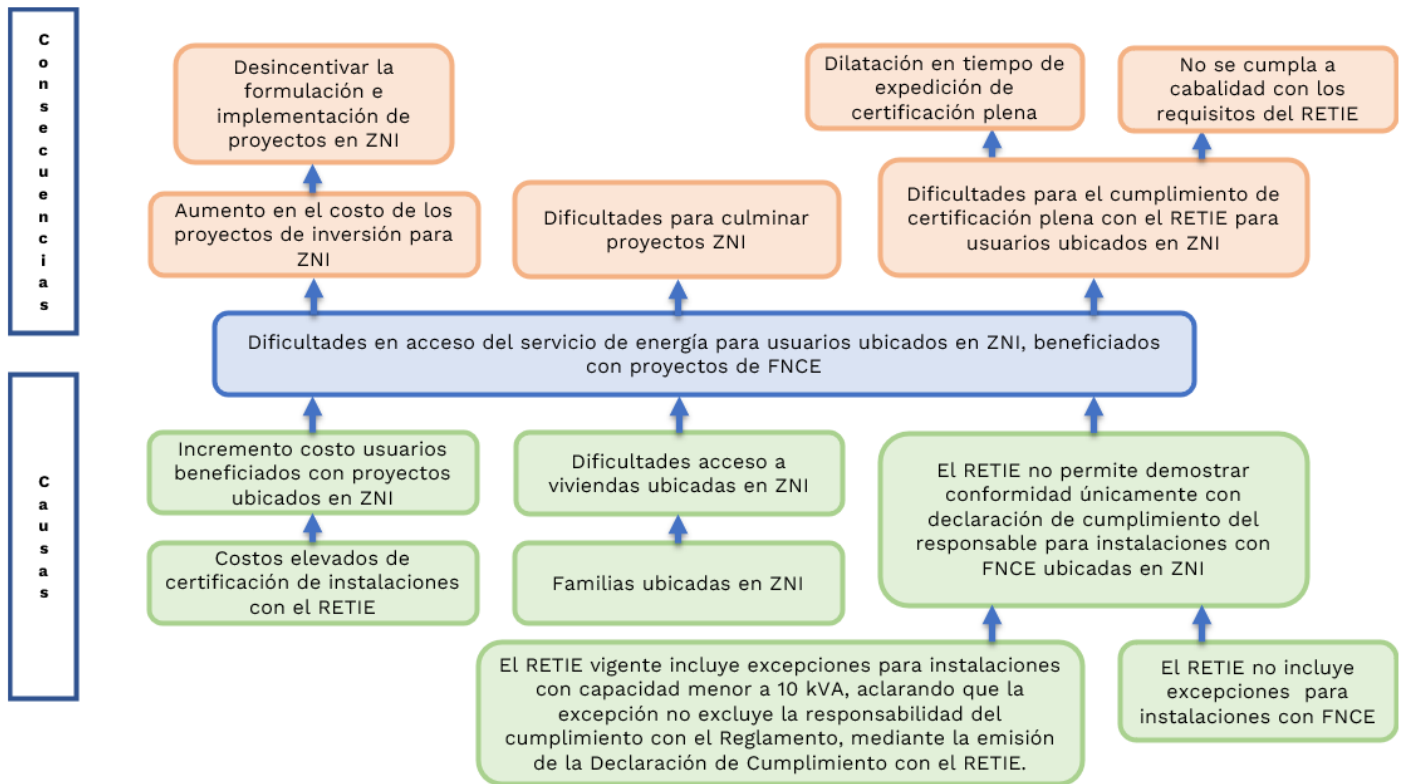 Consecuencias
Desincentivar la
formulación e
implementación de
proyectos en ZNI
Dilatación en tiempo de
expedición de
certificación plena
No se cumpla a
cabalidad con los
requisitos del RETIE
Aumento en el costo de los
proyectos de inversión para
ZNI
Dificultades para culminar
proyectos ZNI
Dificultades para el cumplimiento de
certificación plena con el RETIE para
usuarios ubicados en ZNI
Dificultades en acceso del servicio de energía para usuarios ubicados en ZNI, beneficiados
con proyectos de FNCE
Causas
Incremento costo usuarios
beneficiados con proyectos
ubicados en ZNI
Dificultades acceso a
viviendas ubicadas en ZNI
El RETIE no permite demostrar
conformidad únicamente con
declaración de cumplimiento del
responsable para instalaciones con
FNCE ubicadas en ZNI
Costos elevados de
certificación de instalaciones
con el RETIE
Familias ubicadas en ZNI
El RETIE vigente incluye excepciones para instalaciones
con capacidad menor a 10 kVA, aclarando que la
excepción no excluye la responsabilidad del
cumplimiento con el Reglamento, mediante la emisión
de la Declaración de Cumplimiento con el RETIE.
El RETIE no incluye
excepciones para
instalaciones con FNCE